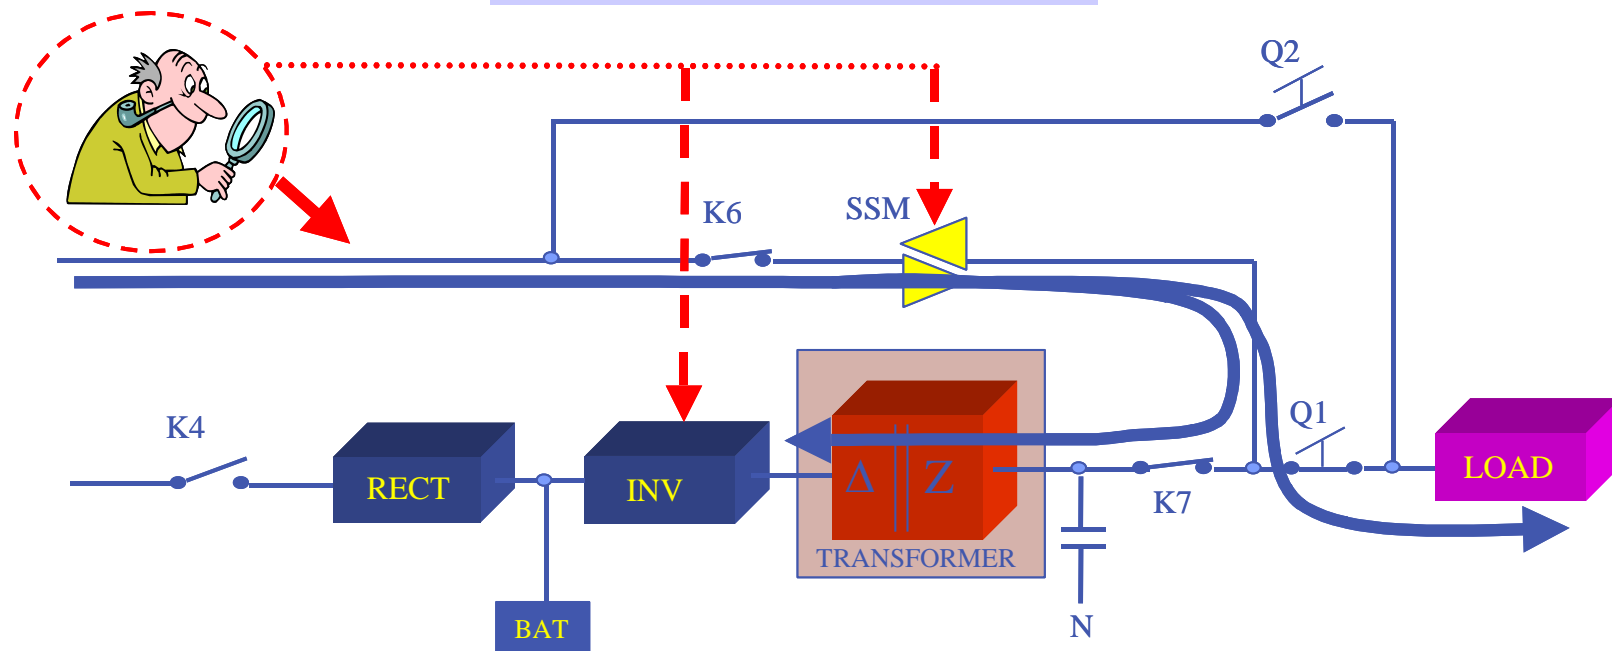 Q2
K6
SSM
K4
Q1
RECT
INV
Δ
Z
K7
LOAD
TRANSFORMER
BAT
N